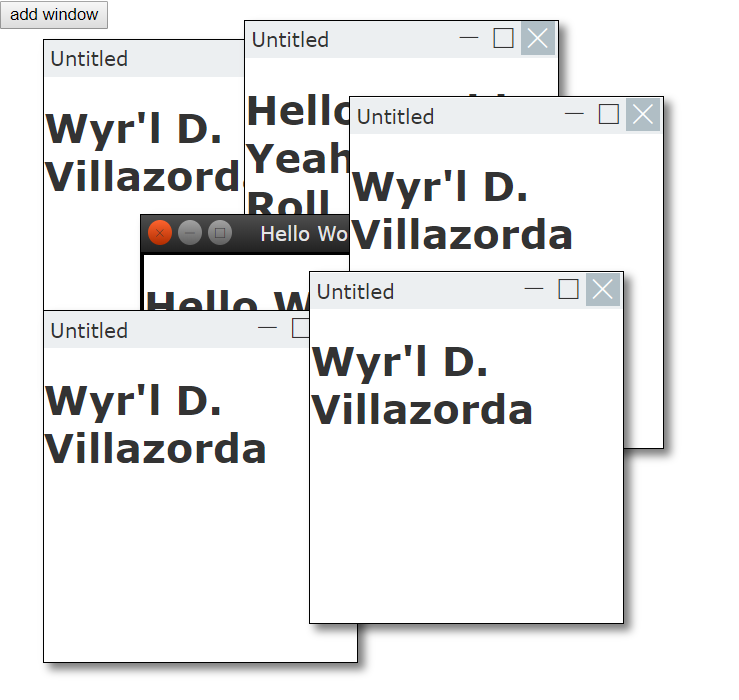 add window
Untitled
Wyr'l D.
Untitled
Hello
Yeah
Roll
Untitled
Wyr'l D.
Villazorda
Hello Wo
Hello W
Untitled
Wyr'l D.
Villazorda
Untitled
Wyr'l D.
Villazorda